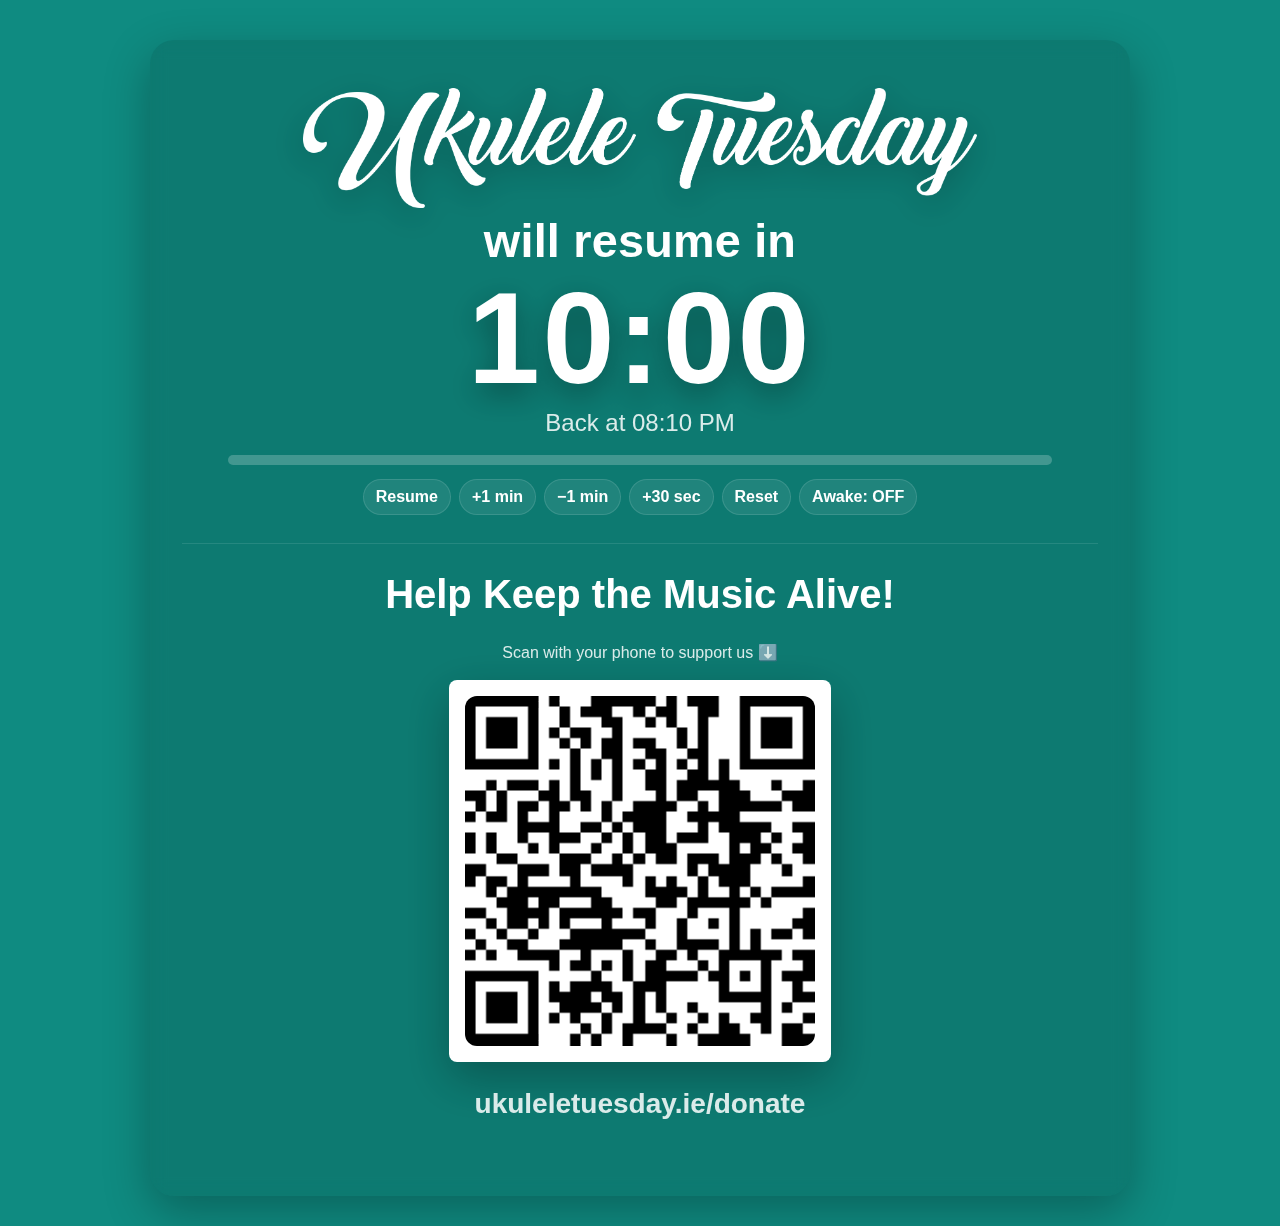 Ukulele Tuesday
will resume in
10:00
Back at 08:10 PM
Resume +1 min −1 min +30 sec Reset Awake: OFF
Help Keep the Music Alive!
Scan with your phone to support us ⬇️
ukuleletuesday.ie/donate